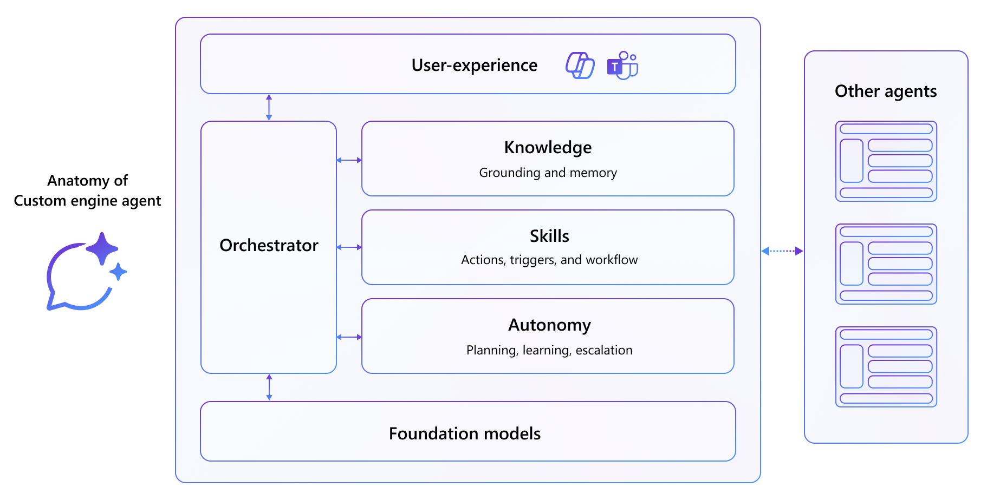 Anatomy of
Custom engine agent
User-experience
T
Orchestrator
Knowledge
Grounding and memory
Skills
Actions, triggers, and workflow
Autonomy
Planning, learning, escalation
Foundation models
Other agents